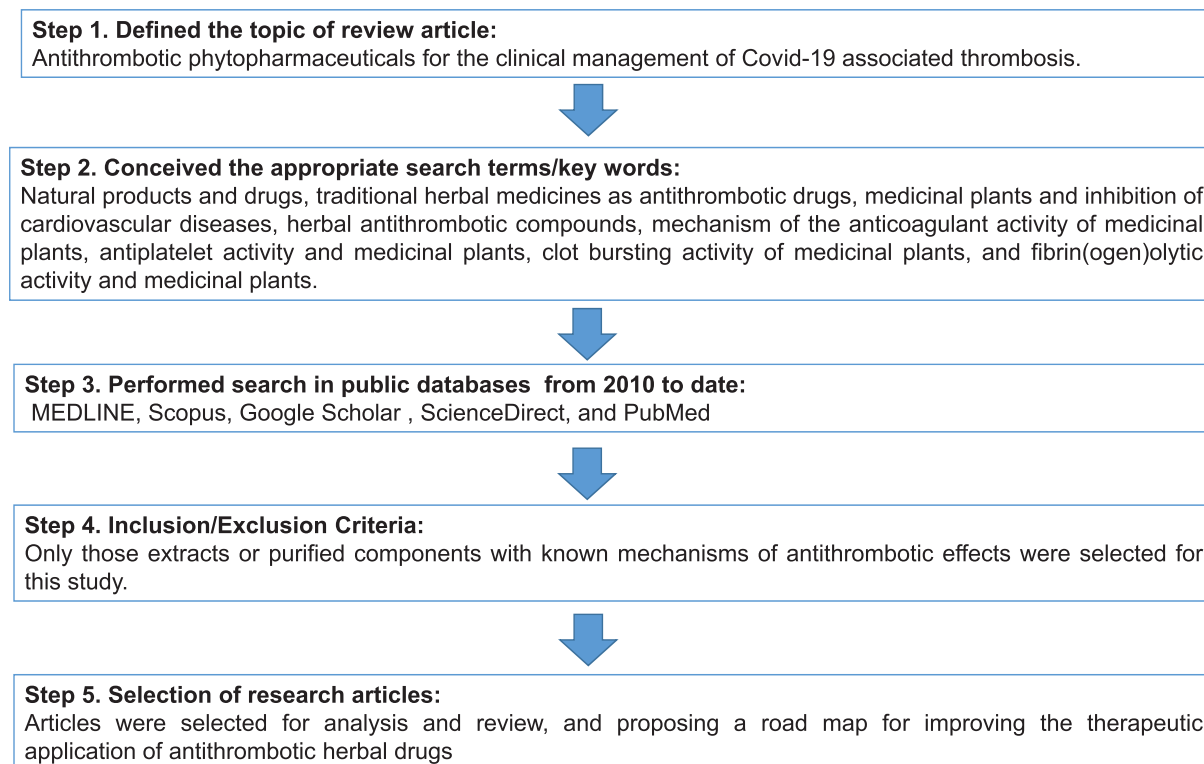 Step 1. Defined the topic of review article:
Antithrombotic phytopharmaceuticals for the clinical management of Covid-19 associated thrombosis.
Step 2. Conceived the appropriate search terms/key words:
Natural products and drugs, traditional herbal medicines as antithrombotic drugs, medicinal plants and inhibition of
cardiovascular diseases, herbal antithrombotic compounds, mechanism of the anticoagulant activity of medicinal
plants, antiplatelet activity and medicinal plants, clot bursting activity of medicinal plants, and fibrin(ogen)olytic
activity and medicinal plants.
Step 3. Performed search in public databases from 2010 to date:
MEDLINE, Scopus, Google Scholar , ScienceDirect, and PubMed
Step 4. Inclusion/Exclusion Criteria:
Only those extracts or purified components with known mechanisms of antithrombotic effects were selected for
this study.
Step 5. Selection of research articles:
Articles were selected for analysis and review, and proposing a road map for improving the therapeutic
application of antithrombotic herbal drugs